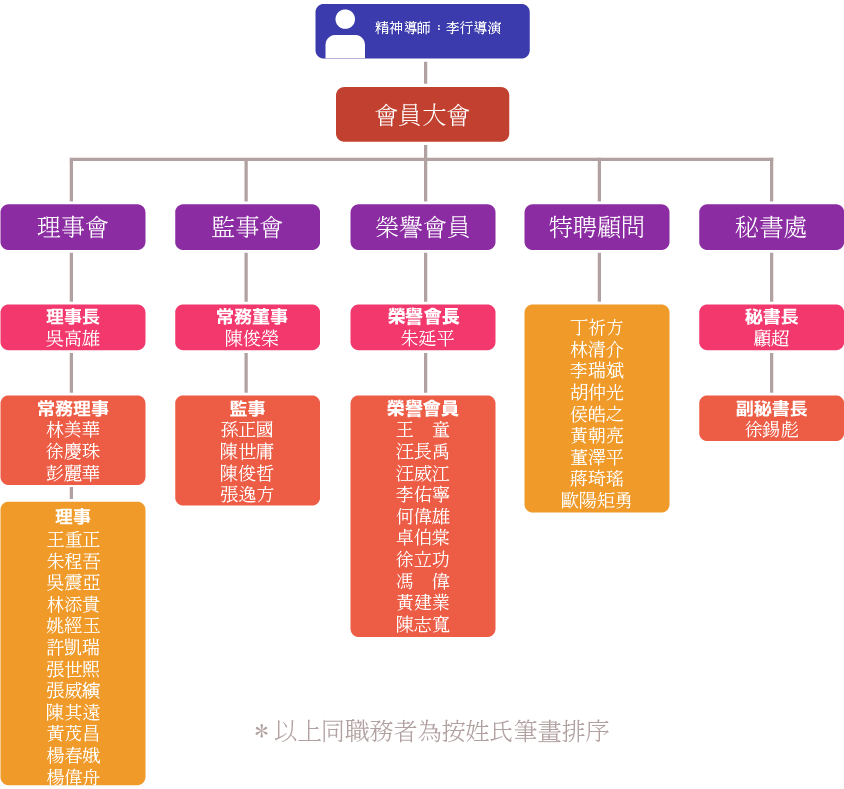 精神導師：李行導演
會員大會
理事會
監事會
榮譽會員
特聘顧問
秘書處
理事長
吳高雄
常務理事
林美華
徐慶珠
彭麗華
理事
王重正
朱程吾
吳震亞
林添貴
姚經玉
許凱瑞
張世熙
張威縯
陳其遠
黃茂昌
楊春娥
楊偉舟
常務董事
陳俊榮
監事
孫正國
陳世庸
陳俊哲
張逸方
榮譽會長
朱延平
榮譽會員
王　童
汪長禹
汪威江
李佑寧
何偉雄
卓伯棠
徐立功
馮　偉
黃建業
陳志寬
丁祈方
林清介
李瑞斌
胡仲光
侯皓之
黃朝亮
董澤平
蔣琦瑤
歐陽矩勇
秘書長
顧超
副秘書長
徐錫彪
＊以上同職務者為按姓氏筆畫排序